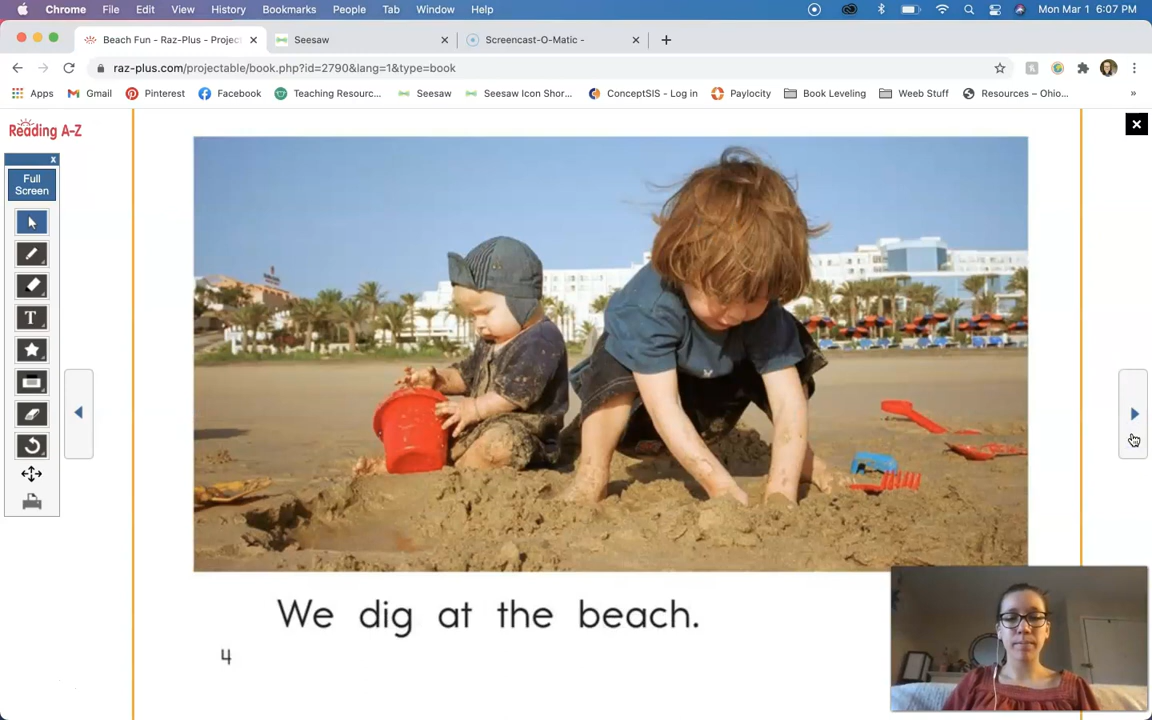 Chrome File Edit View History Bookmarks People Tab Window Help Mon Mar 1 6:07 PM
Beach Fun - Raz-Plus - Project Seesaw Screencast-O-Matic -
raz-plus.com/projectable/book.php?id=2790&lang=1&type=book
Apps Gmail Pinterest Facebook Teaching Resourc... Seesaw Seesaw Icon Shor... ConceptSIS - Log in Paylocity Book Leveling Weeb Stuff Resources – Ohio... »
Reading A-Z
x
Full
Screen
T
We dig at the beach.
4